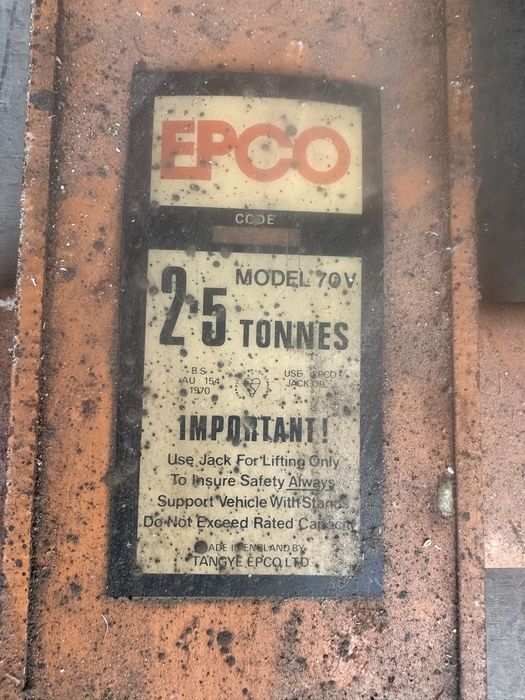 EPCO
CODE
MODEL 70V
2·5 TONNES
B.S. AU 154 1970
USE EPCO JACK OIL
IMPORTANT!
Use Jack For Lifting Only
To Insure Safety Always
Support Vehicle With Stands
Do Not Exceed Rated Capacity
MADE IN ENGLAND BY
TANGYE EPCO LTD